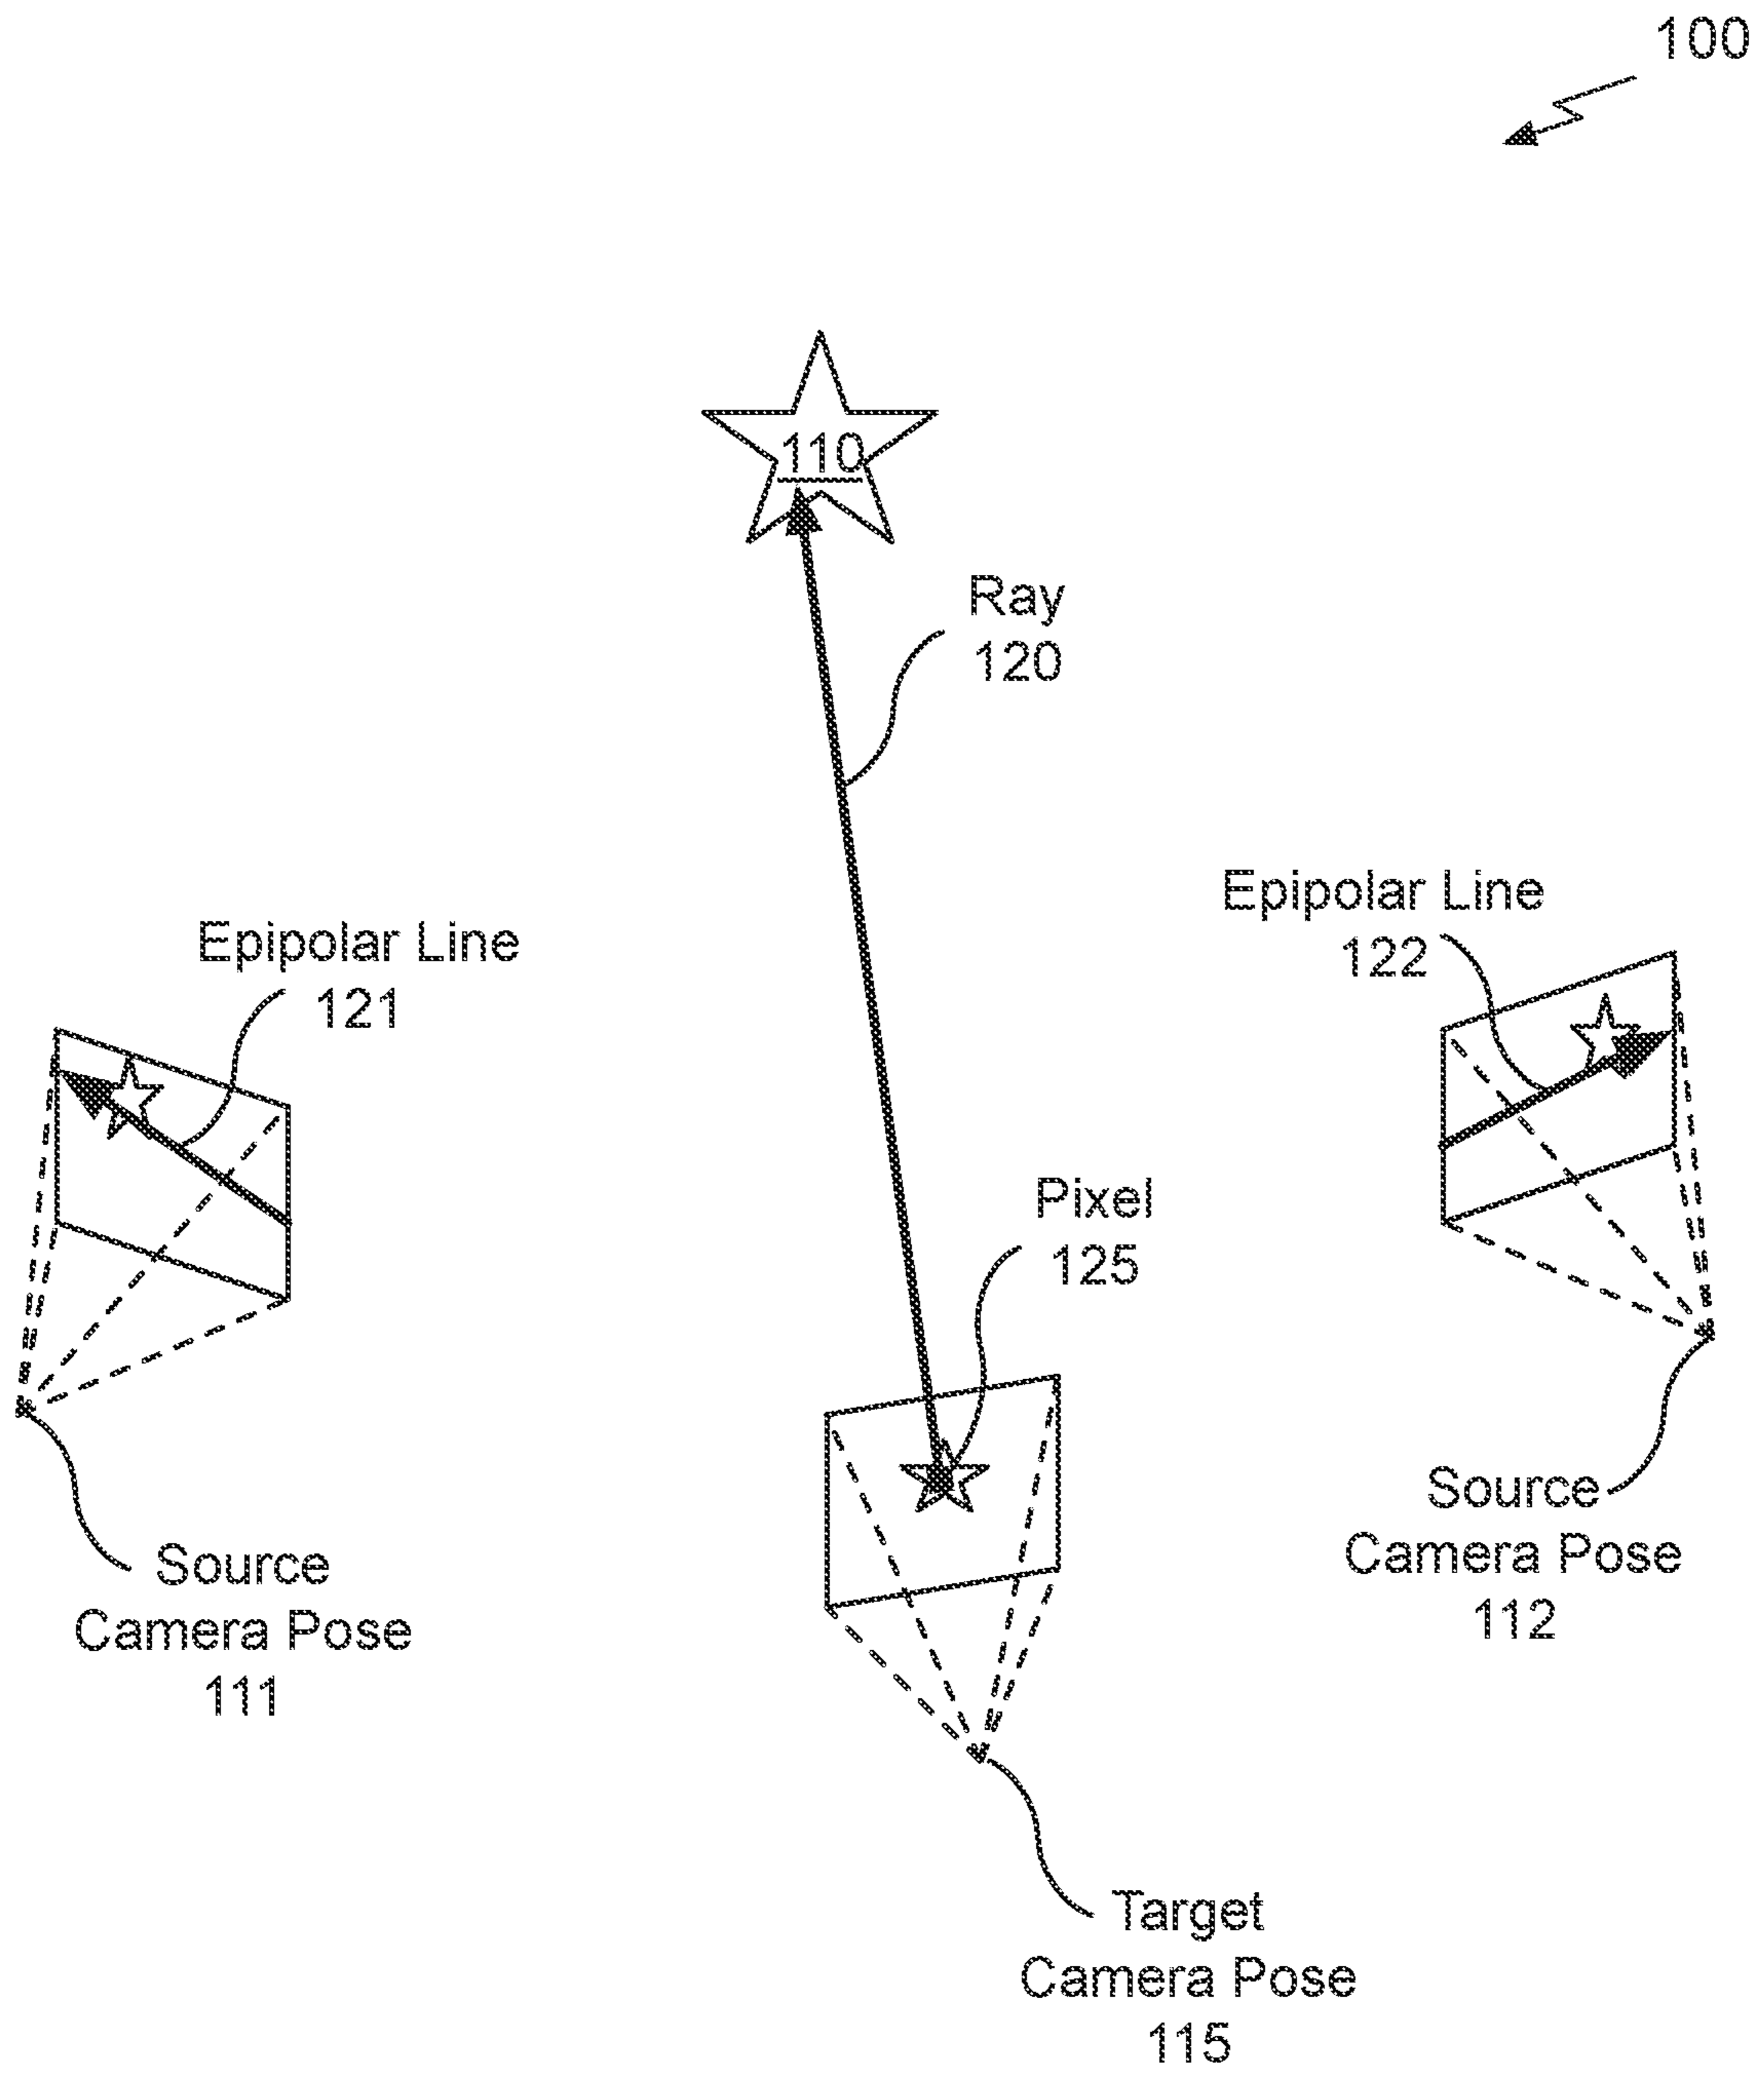 100
110
Ray
120
Epipolar Line
122
Epipolar Line
121
Pixel
125
Source
Camera Pose
112
Source
Camera Pose
111
Target
Camera Pose
115